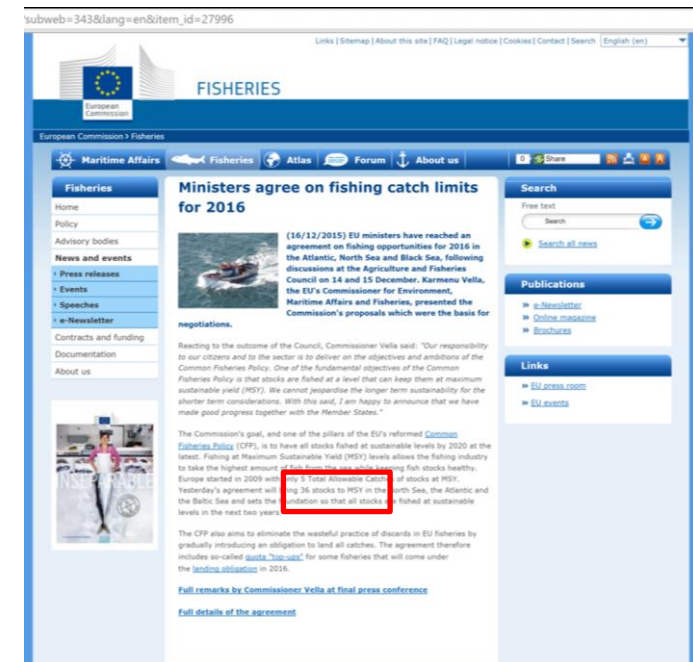 subweb=343&lang=en&item_id=27996
Links | Sitemap | About this site | FAQ | Legal notice | Cookies | Contact | Search English (en)
European
Commission
FISHERIES
European Commission > Fisheries
Maritime Affairs Fisheries Atlas Forum About us 0 Share
Fisheries
Home
Policy
Advisory bodies
News and events
Press releases
Events
Speeches
e-Newsletter
Contracts and funding
Documentation
About us
INSEPARABLE
Ministers agree on fishing catch limits
for 2016
(16/12/2015) EU ministers have reached an
agreement on fishing opportunities for 2016 in
the Atlantic, North Sea and Black Sea, following
discussions at the Agriculture and Fisheries
Council on 14 and 15 December. Karmenu Vella,
the EU's Commissioner for Environment,
Maritime Affairs and Fisheries, presented the
Commission's proposals which were the basis for
negotiations.
Reacting to the outcome of the Council, Commissioner Vella said: "Our responsibility
to our citizens and to the sector is to deliver on the objectives and ambitions of the
Common Fisheries Policy. One of the fundamental objectives of the Common
Fisheries Policy is that stocks are fished at a level that can keep them at maximum
sustainable yield (MSY). We cannot jeopardise the longer term sustainability for the
shorter term considerations. With this said, I am happy to announce that we have
made good progress together with the Member States."
The Commission's goal, and one of the pillars of the EU's reformed Common
Fisheries Policy (CFP), is to have all stocks fished at sustainable levels by 2020 at the
latest. Fishing at Maximum Sustainable Yield (MSY) levels allows the fishing industry
to take the highest amount of fish from the sea while keeping fish stocks healthy.
Europe started in 2009 with only 5 Total Allowable Catches of stocks at MSY.
Yesterday's agreement will bring 36 stocks to MSY in the North Sea, the Atlantic and
the Baltic Sea and sets the foundation so that all stocks are fished at sustainable
levels in the next two years
The CFP also aims to eliminate the wasteful practice of discards in EU fisheries by
gradually introducing an obligation to land all catches. The agreement therefore
includes so-called quota "top-ups" for some fisheries that will come under
the landing obligation in 2016.
Full remarks by Commissioner Vella at final press conference
Full details of the agreement
Search
Free text
Search
Search all news
Publications
e-Newsletter
Online magazine
Brochures
Links
EU press room
EU events